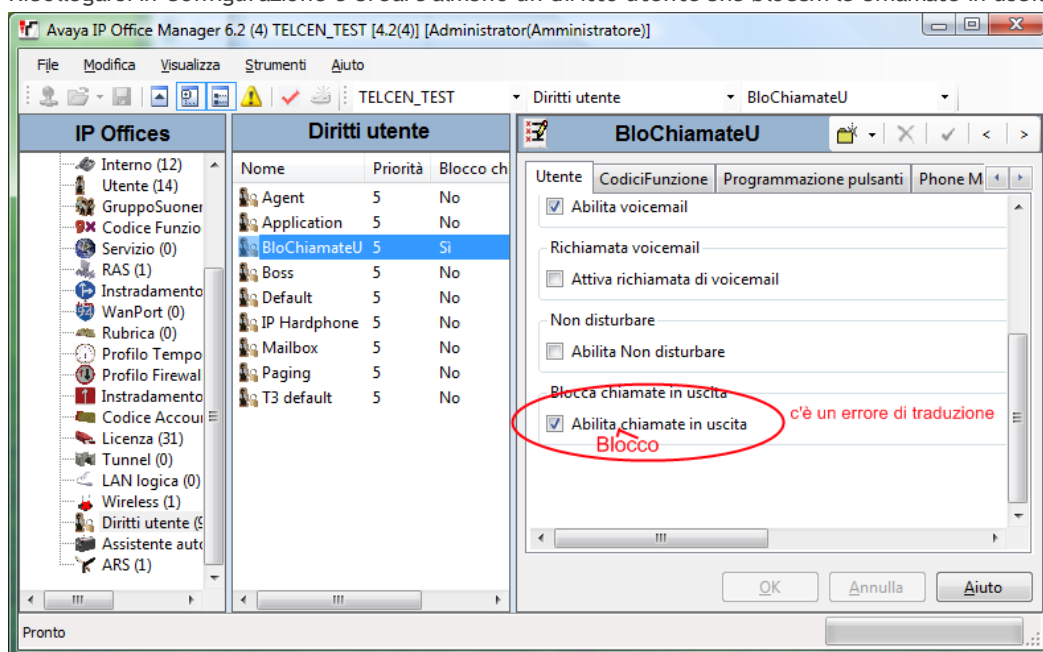 Avaya IP Office Manager 6.2 (4) TELCEN_TEST [4.2(4)] [Administrator(Amministratore)]
File Modifica Visualizza Strumenti Aiuto
TELCEN_TEST Diritti utente BloChiamateU
IP Offices
Interno (12)
Utente (14)
GruppoSuoner
Codice Funzio
Servizio (0)
RAS (1)
Instradamento
WanPort (0)
Rubrica (0)
Profilo Tempo
Profilo Firewal
Instradamento
Codice Accou
Licenza (31)
Tunnel (0)
LAN logica (0)
Wireless (1)
Diritti utente (9
Assistente auto
ARS (1)
Diritti utente
Nome Priorità Blocco ch
Agent 5 No
Application 5 No
BloChiamateU 5 Sì
Boss 5 No
Default 5 No
IP Hardphone 5 No
Mailbox 5 No
Paging 5 No
T3 default 5 No
BloChiamateU
Utente CodiciFunzione Programmazione pulsanti Phone M
Abilita voicemail
Richiamata voicemail
Attiva richiamata di voicemail
Non disturbare
Abilita Non disturbare
Blocca chiamate in uscita
Abilita chiamate in uscita
c'è un errore di traduzione
Blocco
OK Annulla Aiuto
Pronto